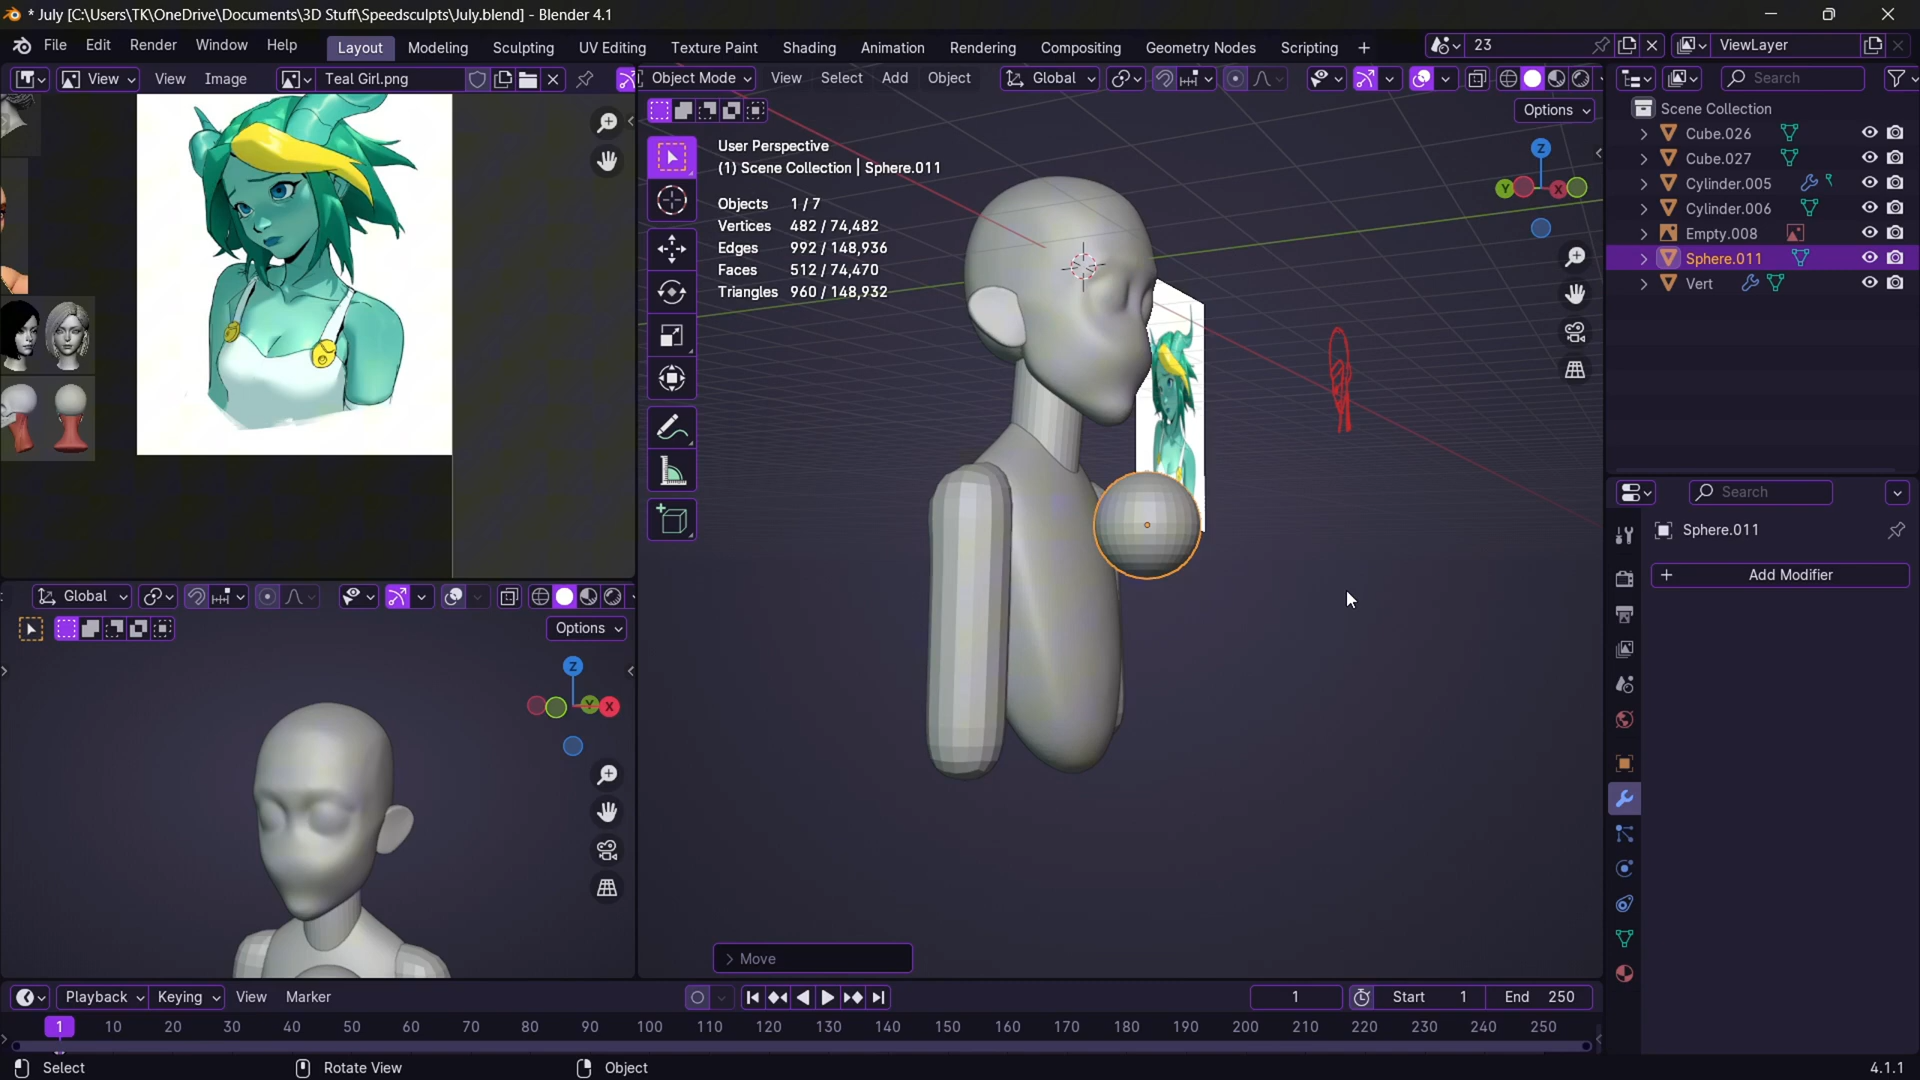 * July [C:\Users\TK\OneDrive\Documents\3D Stuff\Speedsculpts\July.blend] - Blender 4.1
File Edit Render Window Help Layout Modeling Sculpting UV Editing Texture Paint Shading Animation Rendering Compositing Geometry Nodes Scripting + 23 ViewLayer
View View Image Teal Girl.png Object Mode View Select Add Object Global Search
Options
User Perspective
(1) Scene Collection | Sphere.011
Objects 1 / 7
Vertices 482 / 74,482
Edges 992 / 148,936
Faces 512 / 74,470
Triangles 960 / 148,932
Z
Y X
Scene Collection
Cube.026
Cube.027
Cylinder.005
Cylinder.006
Empty.008
Sphere.011
Vert
Search
Sphere.011
+ Add Modifier
Global
Options
Z
Y X
> Move
Playback Keying View Marker 1 Start 1 End 250
1 10 20 30 40 50 60 70 80 90 100 110 120 130 140 150 160 170 180 190 200 210 220 230 240 250
Select Rotate View Object 4.1.1